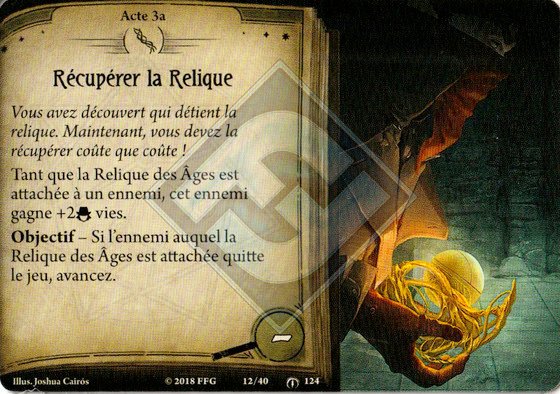 Acte 3a
Récupérer la Relique
Vous avez découvert qui détient la
relique. Maintenant, vous devez la
récupérer coûte que coûte !
Tant que la Relique des Âges est
attachée à un ennemi, cet ennemi
gagne +2 vies.
Objectif – Si l'ennemi auquel la
Relique des Âges est attachée quitte
le jeu, avancez.
–
Illus. Joshua Cairós © 2018 FFG 12/40 124